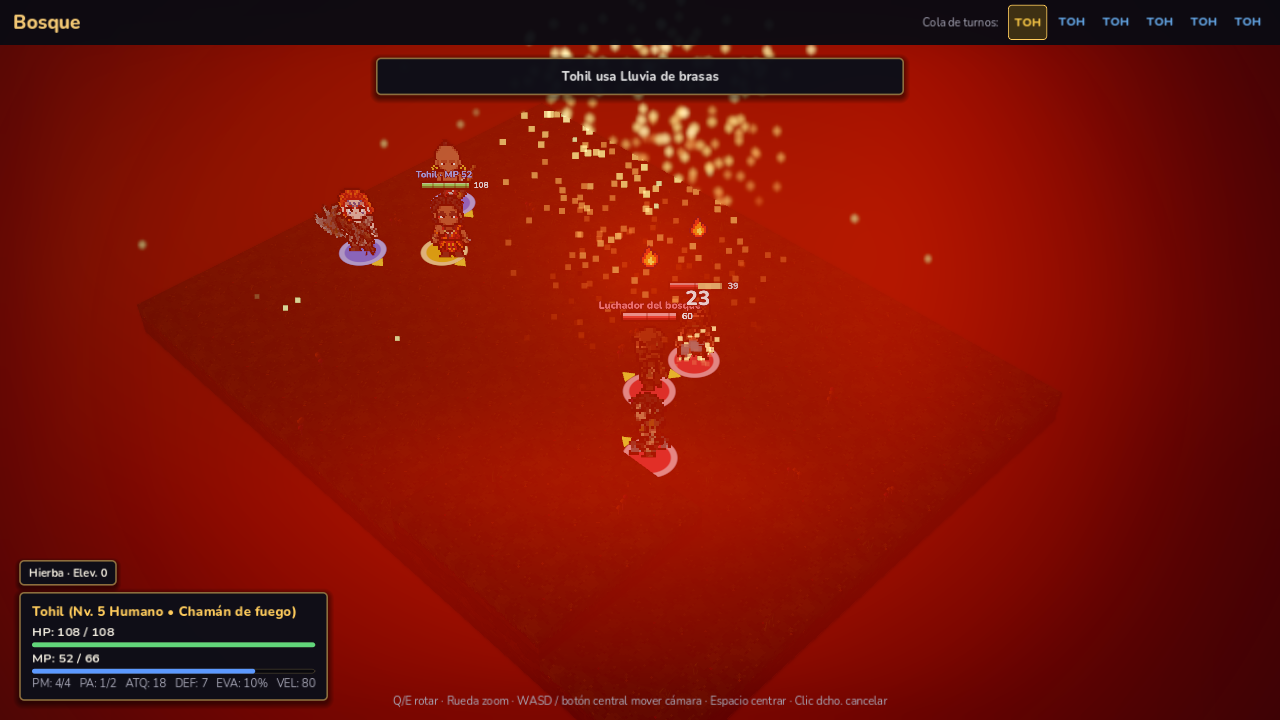 Bosque
Cola de turnos: TOH TOH TOH TOH TOH TOH
Tohil usa Lluvia de brasas
Tohil · MP 52
108
39
23
Luchador del bosque
60
Hierba · Elev. 0
Tohil (Nv. 5 Humano • Chamán de fuego)
HP: 108 / 108
MP: 52 / 66
PM: 4/4 PA: 1/2 ATQ: 18 DEF: 7 EVA: 10% VEL: 80
Q/E rotar · Rueda zoom · WASD / botón central mover cámara · Espacio centrar · Clic dcho. cancelar